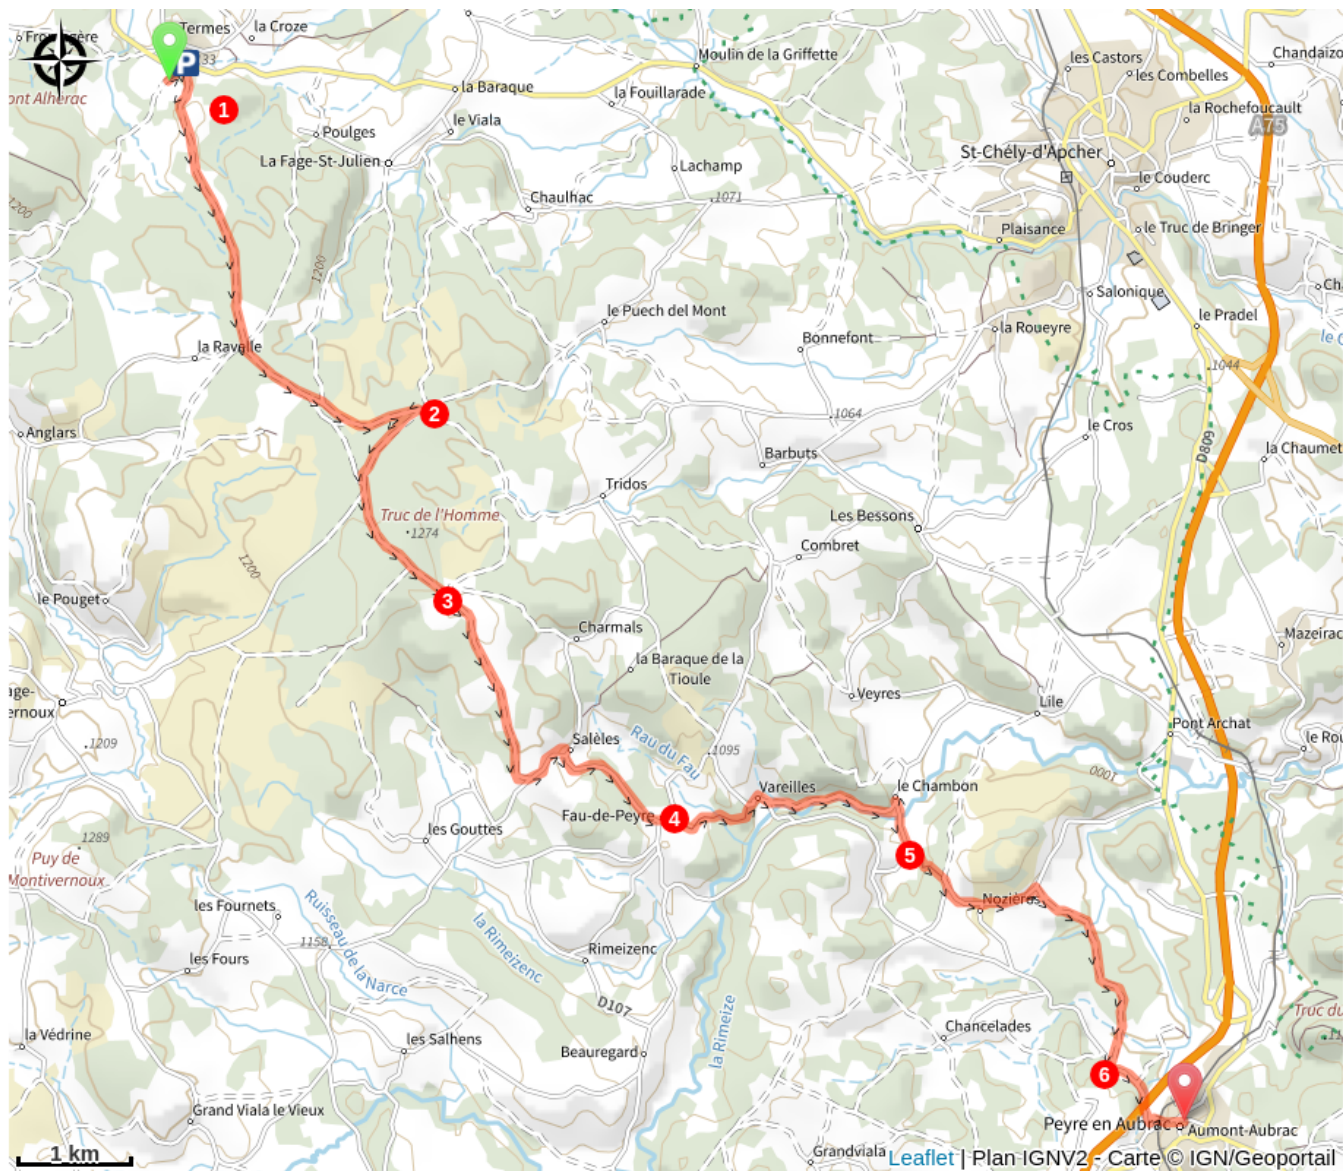 Termes
la Croze
P
33
1
Moulin de la Griffette
les Castors
les Combelles
la Rochefoucault
A75
la Baraque
la Fouillarade
Poulges
le Viala
La Fage-St-Julien
Lachamp
St-Chély-d'Apcher
le Couderc
Chaulhac
1071
1200
Plaisance
le Truc de Bringer
1200
Salonique
le Puech del Mont
la Roueyre
le Pradel
la Ravelle
Bonnefont
1044
2
1064
Anglars
le Cros
D809
Barbuts
la Chaumet
Tridos
Truc de l'Homme
1274
Les Bessons
Combret
1200
le Pouget
3
Charmals
Mazeirac
la Baraque de la
Tioule
age-
ernoux
Veyres
Lile
Pont Archat
1209
Salèles
Rau du Fau
1095
le Rou
1000
Vareilles
le Chambon
Fau-de-Peyre
4
les Gouttes
1289
Puy de
Montivernoux
5
Nozières
les Fournets
Ruisseau de la Narce
la Rimeizenc
1158
Rimeizenc
les Fours
D107
la Védrine
les Salhens
Beauregard
la Rimeize
Chancelades
Truc du
6
Grand Viala le Vieux
Peyre en Aubrac
Aumont-Aubrac
Grandviala
1 km
Leaflet | Plan IGNV2 - Carte © IGN/Geoportail